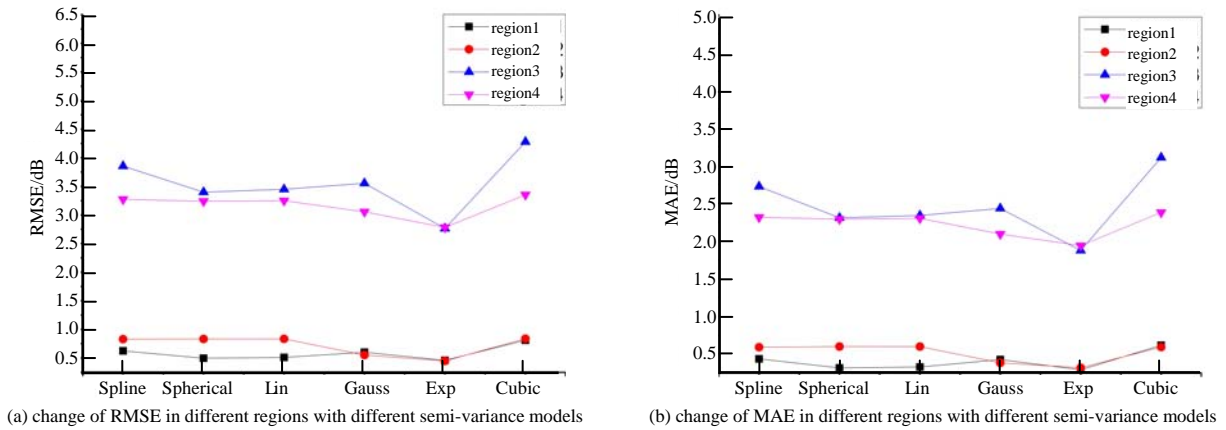 6.5
6.0
5.5
5.0
4.5
4.0
3.5
3.0
2.5
2.0
1.5
1.0
0.5
RMSE/dB
region1
region2
region3
region4
Spline Spherical Lin Gauss Exp Cubic
(a) change of RMSE in different regions with different semi-variance models
5.0
4.5
4.0
3.5
3.0
2.5
2.0
1.5
1.0
0.5
MAE/dB
region1
region2
region3
region4
Spline Spherical Lin Gauss Exp Cubic
(b) change of MAE in different regions with different semi-variance models